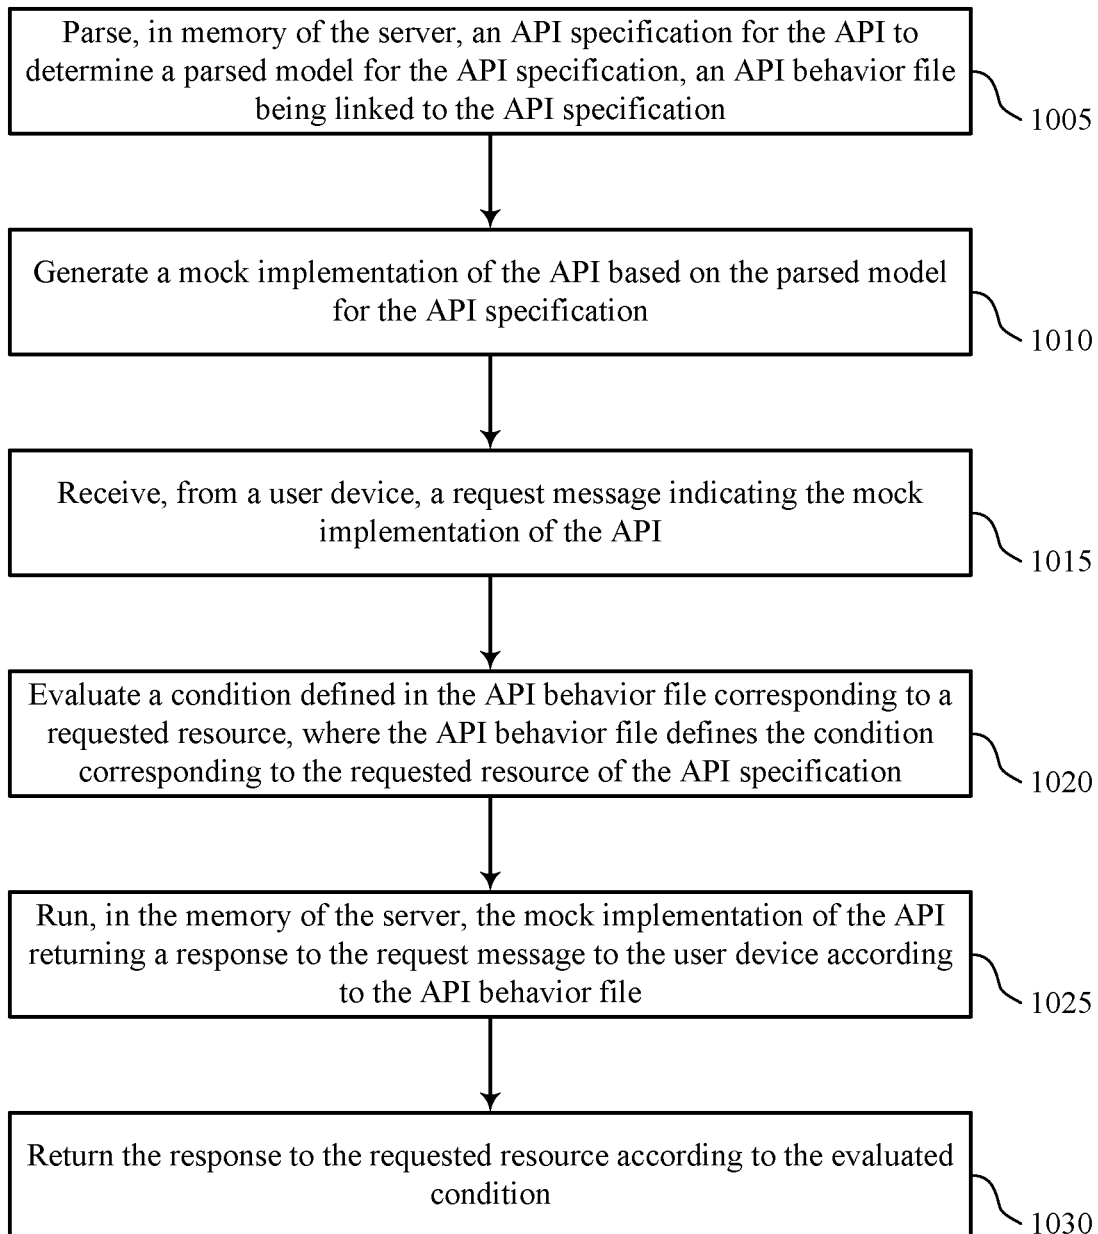 Parse, in memory of the server, an API specification for the API to
determine a parsed model for the API specification, an API behavior file
being linked to the API specification
1005
Generate a mock implementation of the API based on the parsed model
for the API specification
1010
Receive, from a user device, a request message indicating the mock
implementation of the API
1015
Evaluate a condition defined in the API behavior file corresponding to a
requested resource, where the API behavior file defines the condition
corresponding to the requested resource of the API specification
1020
Run, in the memory of the server, the mock implementation of the API
returning a response to the request message to the user device according
to the API behavior file
1025
Return the response to the requested resource according to the evaluated
condition
1030